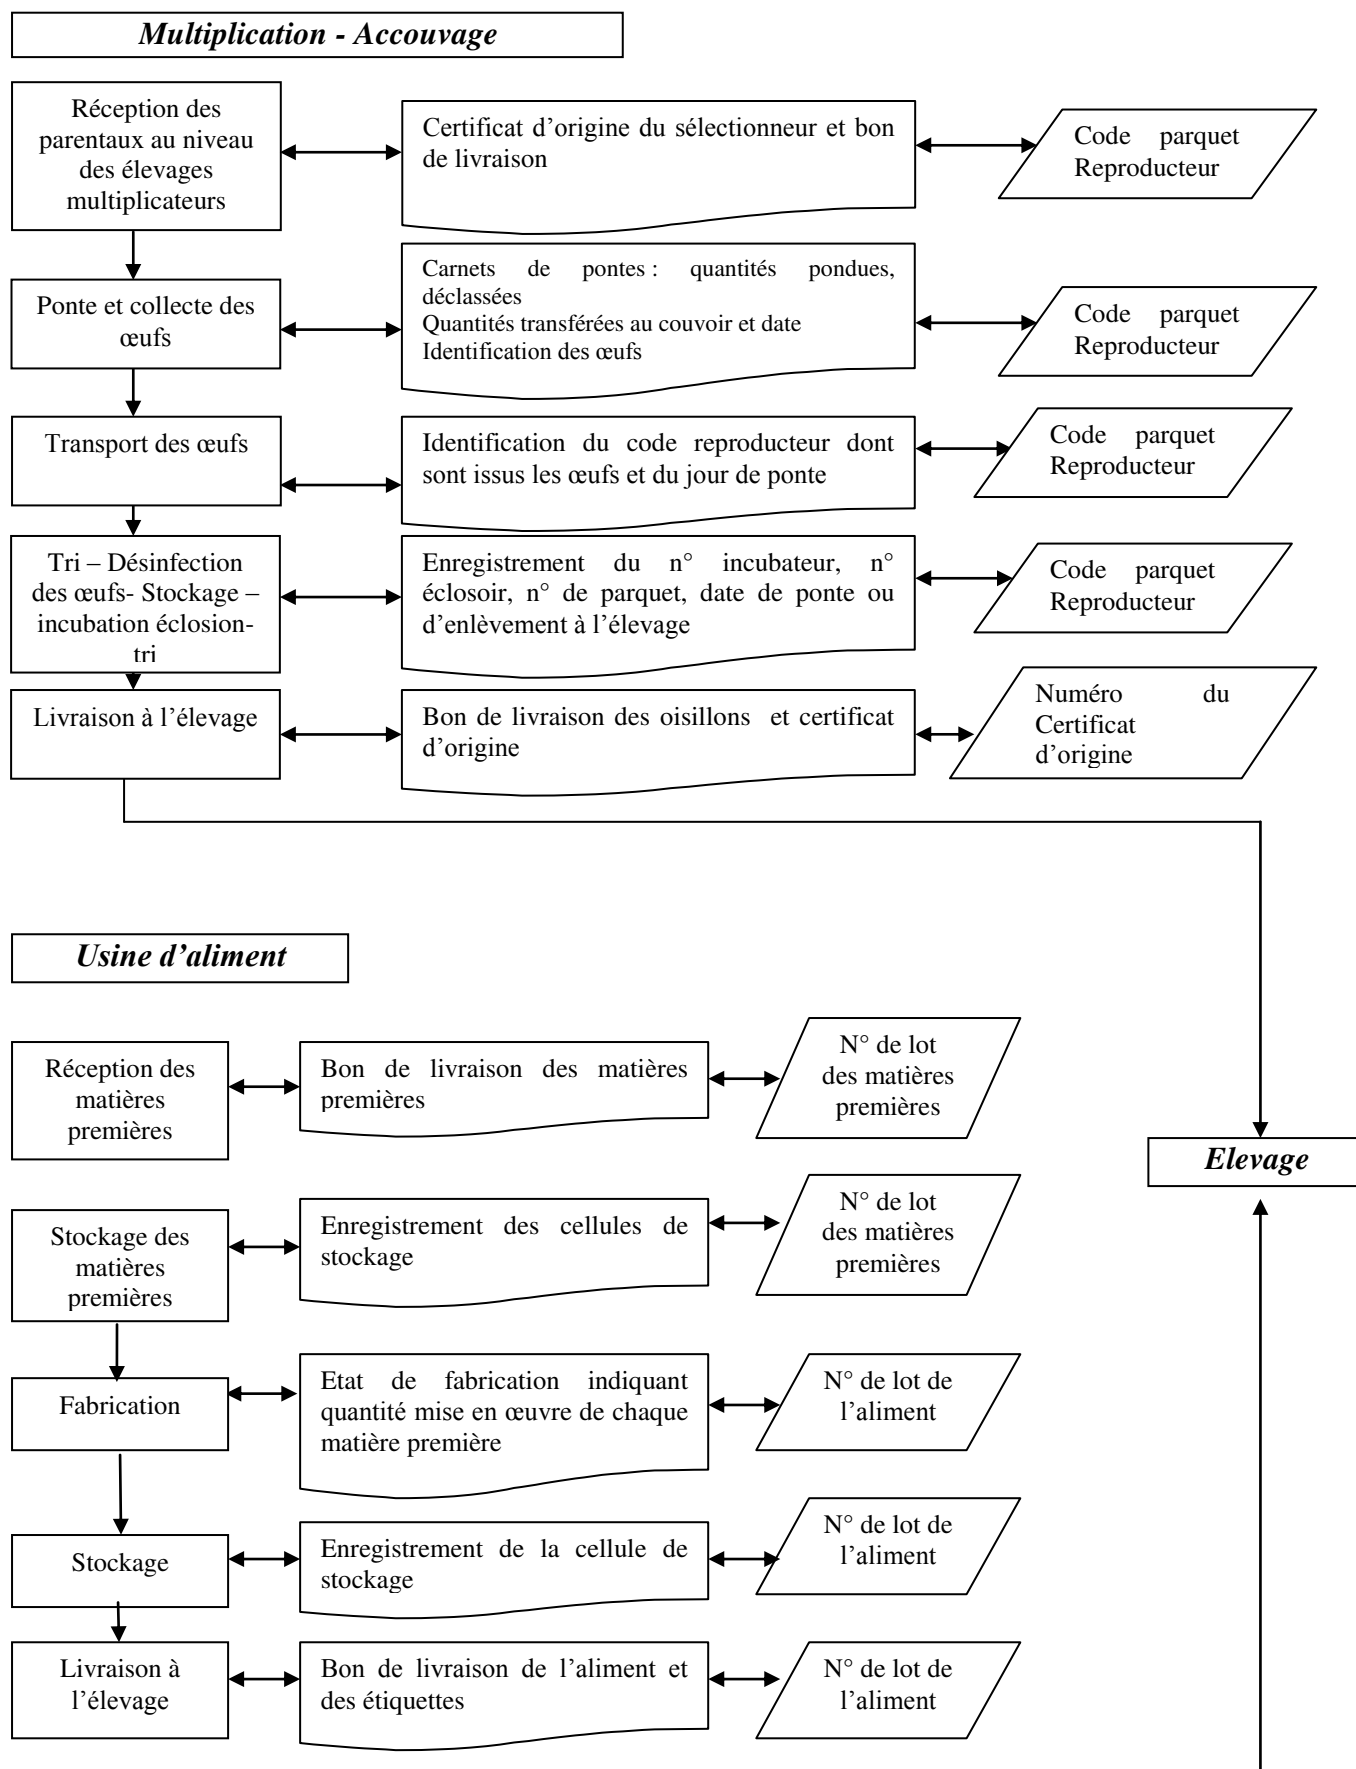 Multiplication - Accouvage
Réception des
parentaux au niveau
des élevages
multiplicateurs
Certificat d’origine du sélectionneur et bon
de livraison
Code parquet
Reproducteur
Ponte et collecte des
œufs
Carnets de pontes : quantités pondues,
déclassées
Quantités transférées au couvoir et date
Identification des œufs
Code parquet
Reproducteur
Transport des œufs
Identification du code reproducteur dont
sont issus les œufs et du jour de ponte
Code parquet
Reproducteur
Tri – Désinfection
des œufs- Stockage –
incubation éclosion-
tri
Enregistrement du n° incubateur, n°
éclosoir, n° de parquet, date de ponte ou
d’enlèvement à l’élevage
Code parquet
Reproducteur
Livraison à l’élevage
Bon de livraison des oisillons et certificat
d’origine
Numéro du
Certificat
d’origine
Usine d’aliment
Réception des
matières
premières
Bon de livraison des matières
premières
N° de lot
des matières
premières
Elevage
Stockage des
matières
premières
Enregistrement des cellules de
stockage
N° de lot
des matières
premières
Fabrication
Etat de fabrication indiquant
quantité mise en œuvre de chaque
matière première
N° de lot de
l’aliment
Stockage
Enregistrement de la cellule de
stockage
N° de lot de
l’aliment
Livraison à
l’élevage
Bon de livraison de l’aliment et
des étiquettes
N° de lot de
l’aliment